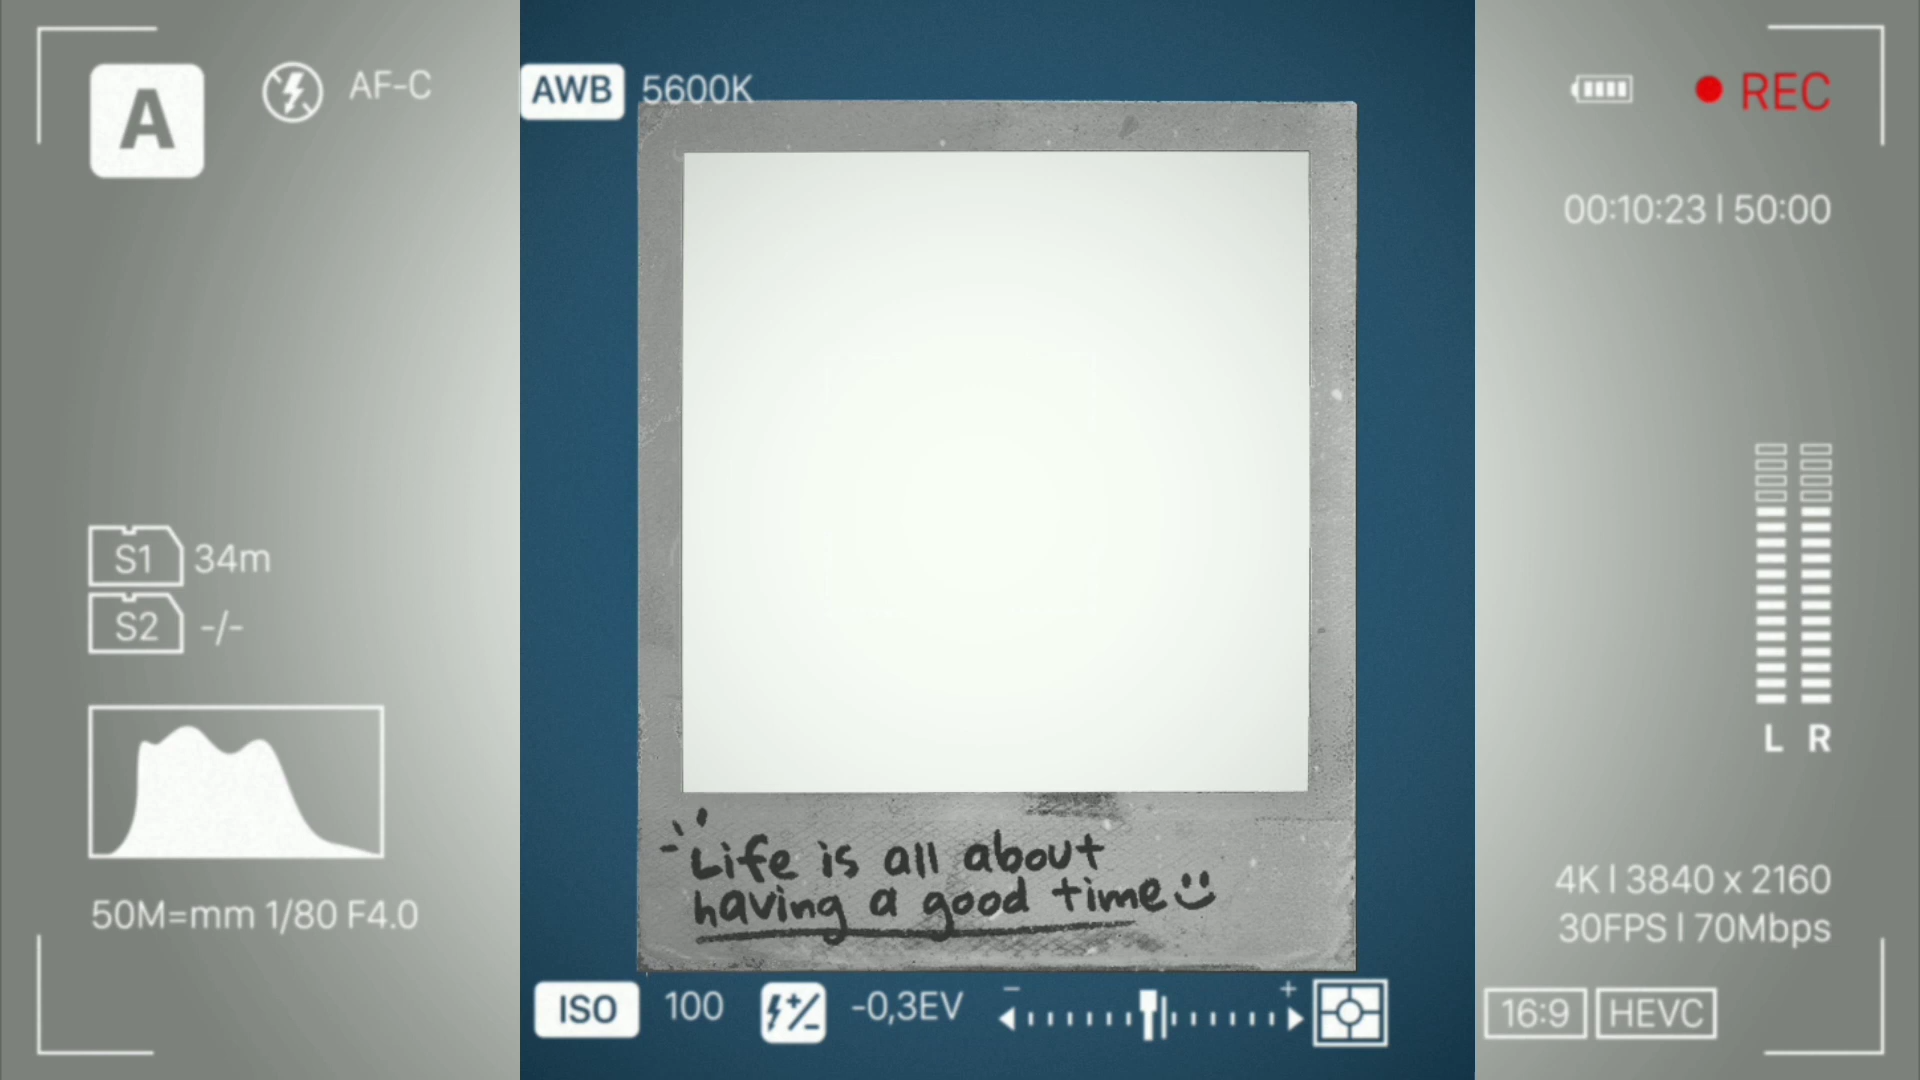 A
AF-C
AWB 5600K
REC
00:10:23 | 50:00
S1 34m
S2 -/-
L R
Life is all about
having a good time
50M=mm 1/80 F4.0
4K | 3840 x 2160
30FPS | 70Mbps
ISO 100 -0,3EV
- +
16:9 HEVC